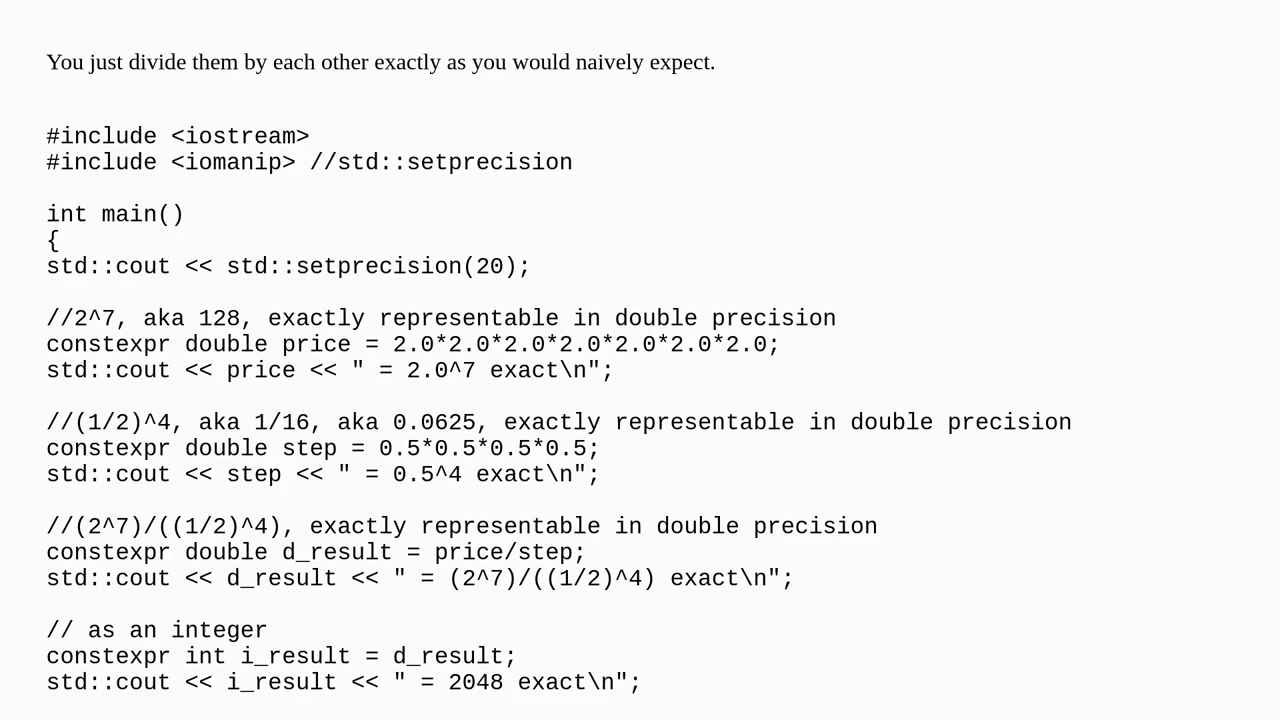 You just divide them by each other exactly as you would naively expect.
#include <iostream>
#include <iomanip> //std::setprecision
int main()
{
std::cout << std::setprecision(20);
//2^7, aka 128, exactly representable in double precision
constexpr double price = 2.0*2.0*2.0*2.0*2.0*2.0*2.0;
std::cout << price << " = 2.0^7 exact\n";
//(1/2)^4, aka 1/16, aka 0.0625, exactly representable in double precision
constexpr double step = 0.5*0.5*0.5*0.5;
std::cout << step << " = 0.5^4 exact\n";
//(2^7)/((1/2)^4), exactly representable in double precision
constexpr double d_result = price/step;
std::cout << d_result << " = (2^7)/((1/2)^4) exact\n";
// as an integer
constexpr int i_result = d_result;
std::cout << i_result << " = 2048 exact\n";